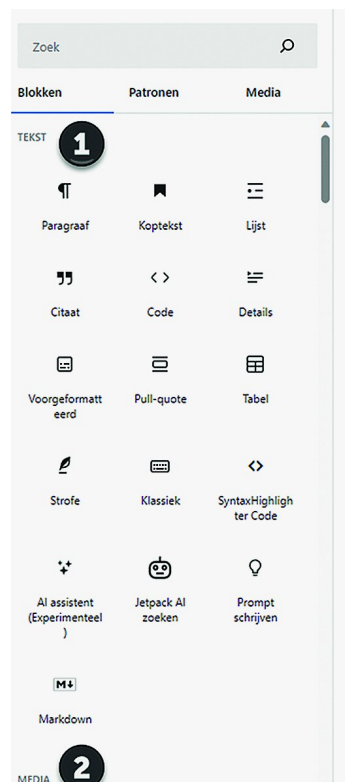 Zoek
Blokken Patronen Media
TEKST 1
Paragraaf Koptekst Lijst
Citaat Code Details
Voorgeformatt Pull-quote Tabel
eerd
Strofe Klassiek SyntaxHighligh
ter Code
AI assistent Jetpack AI Prompt
(Experimenteel zoeken schrijven
)
M↓
Markdown
MEDIA 2